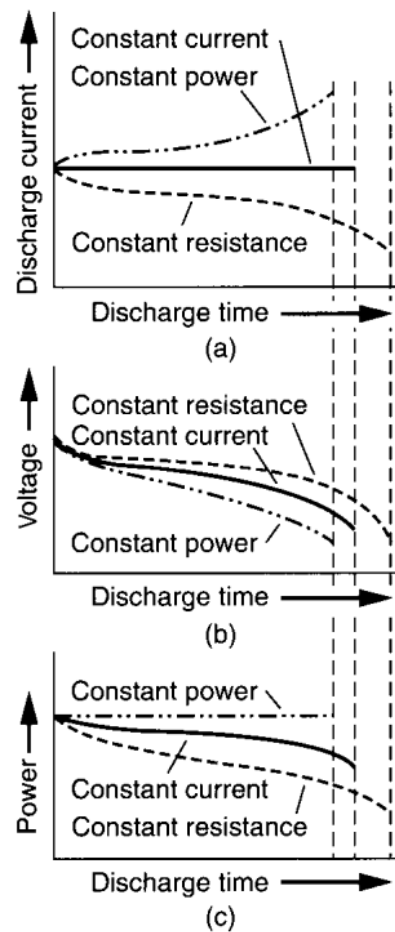 Constant current
Constant power
Discharge current
Constant resistance
Discharge time
(a)
Constant resistance
Constant current
Voltage
Constant power
Discharge time
(b)
Constant power
Power
Constant current
Constant resistance
Discharge time
(c)